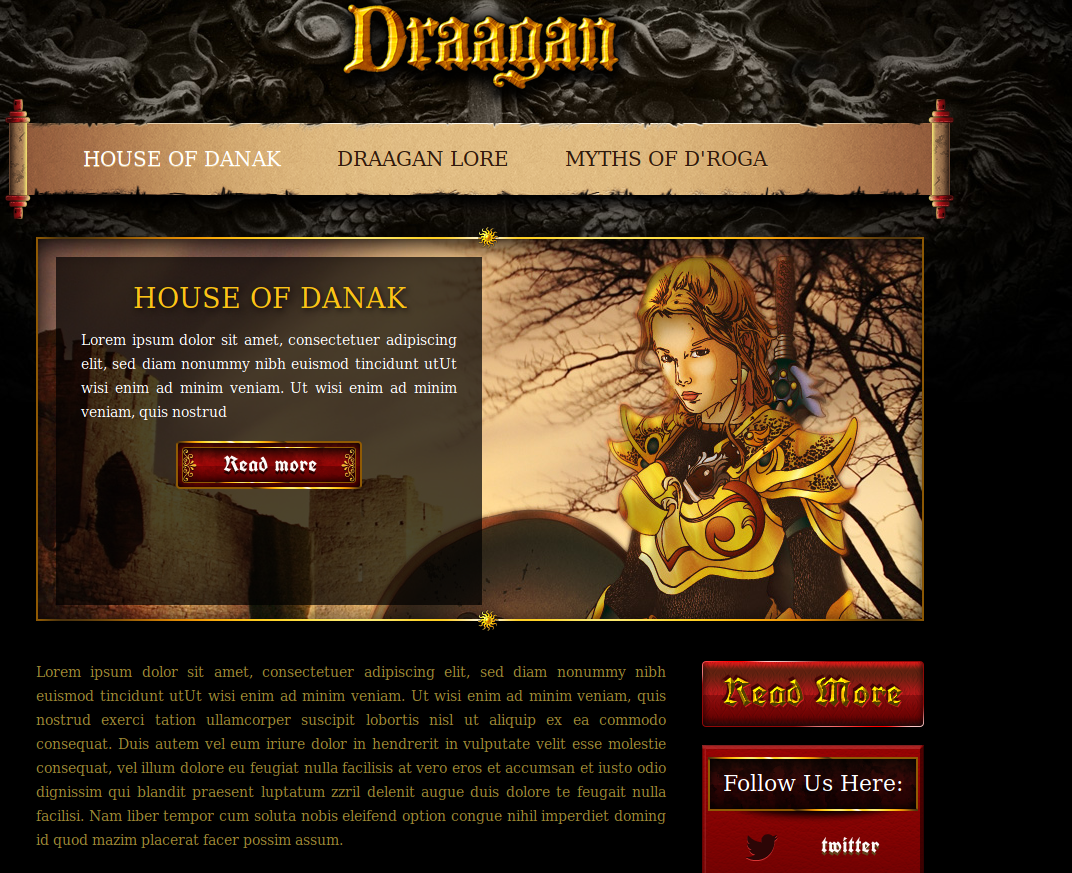 Draagan
HOUSE OF DANAK DRAAGAN LORE MYTHS OF D'ROGA
HOUSE OF DANAK
Lorem ipsum dolor sit amet, consectetuer adipiscing
elit, sed diam nonummy nibh euismod tincidunt utUt
wisi enim ad minim veniam. Ut wisi enim ad minim
veniam, quis nostrud
Read more
Lorem ipsum dolor sit amet, consectetuer adipiscing elit, sed diam nonummy nibh
euismod tincidunt utUt wisi enim ad minim veniam. Ut wisi enim ad minim veniam, quis
nostrud exerci tation ullamcorper suscipit lobortis nisl ut aliquip ex ea commodo
consequat. Duis autem vel eum iriure dolor in hendrerit in vulputate velit esse molestie
consequat, vel illum dolore eu feugiat nulla facilisis at vero eros et accumsan et iusto odio
dignissim qui blandit praesent luptatum zzril delenit augue duis dolore te feugait nulla
facilisi. Nam liber tempor cum soluta nobis eleifend option congue nihil imperdiet doming
id quod mazim placerat facer possim assum.
Read More
Follow Us Here:
twitter